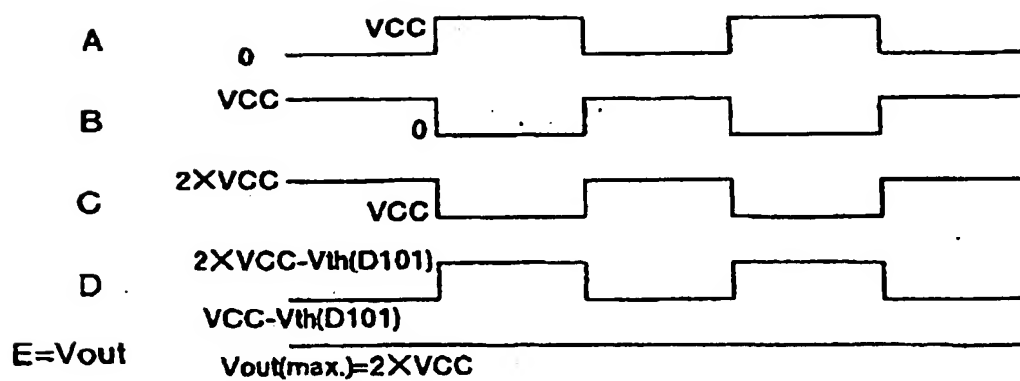 A
VCC
0
B
VCC
0
C
2×VCC
VCC
D
2×VCC-Vth(D101)
VCC-Vth(D101)
E=Vout
Vout(max.)=2×VCC